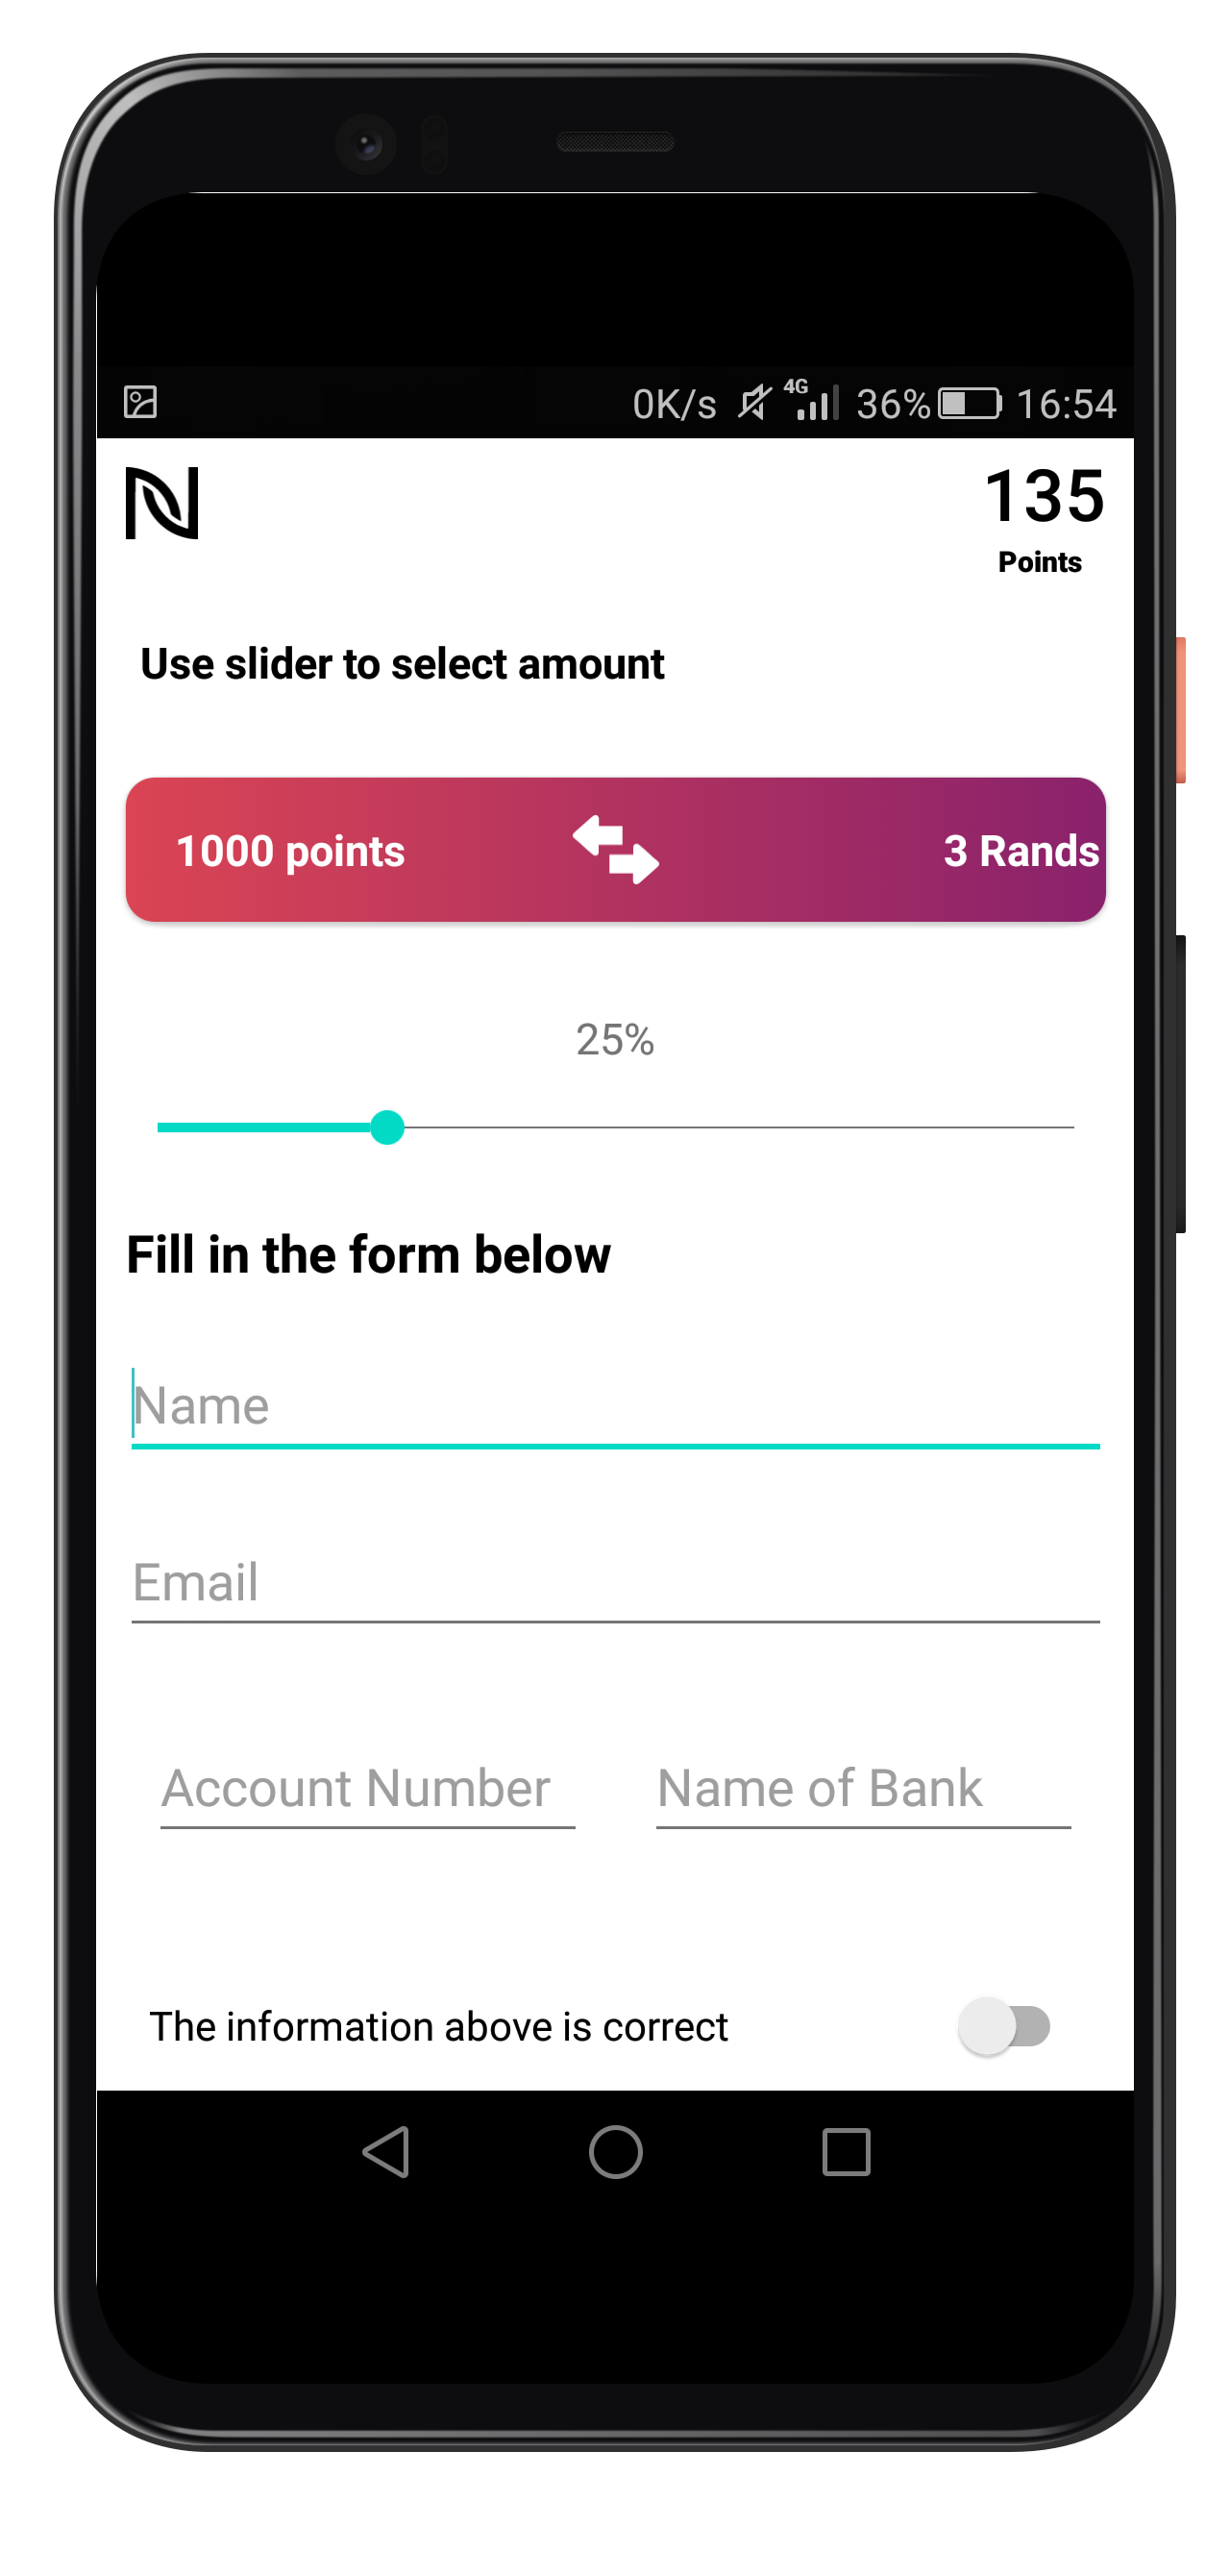 0K/s 4G 36% 16:54
135
Points
Use slider to select amount
1000 points 3 Rands
25%
Fill in the form below
Name
Email
Account Number Name of Bank
The information above is correct